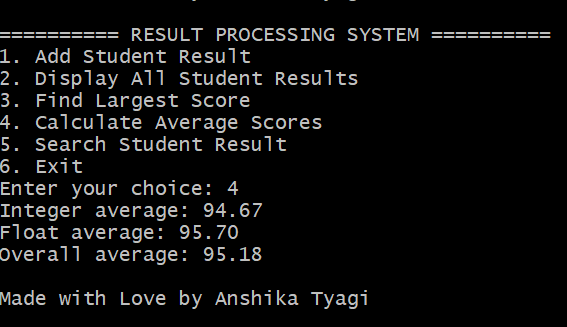 ========== RESULT PROCESSING SYSTEM ==========
1. Add Student Result
2. Display All Student Results
3. Find Largest Score
4. Calculate Average Scores
5. Search Student Result
6. Exit
Enter your choice: 4
Integer average: 94.67
Float average: 95.70
Overall average: 95.18
Made with Love by Anshika Tyagi